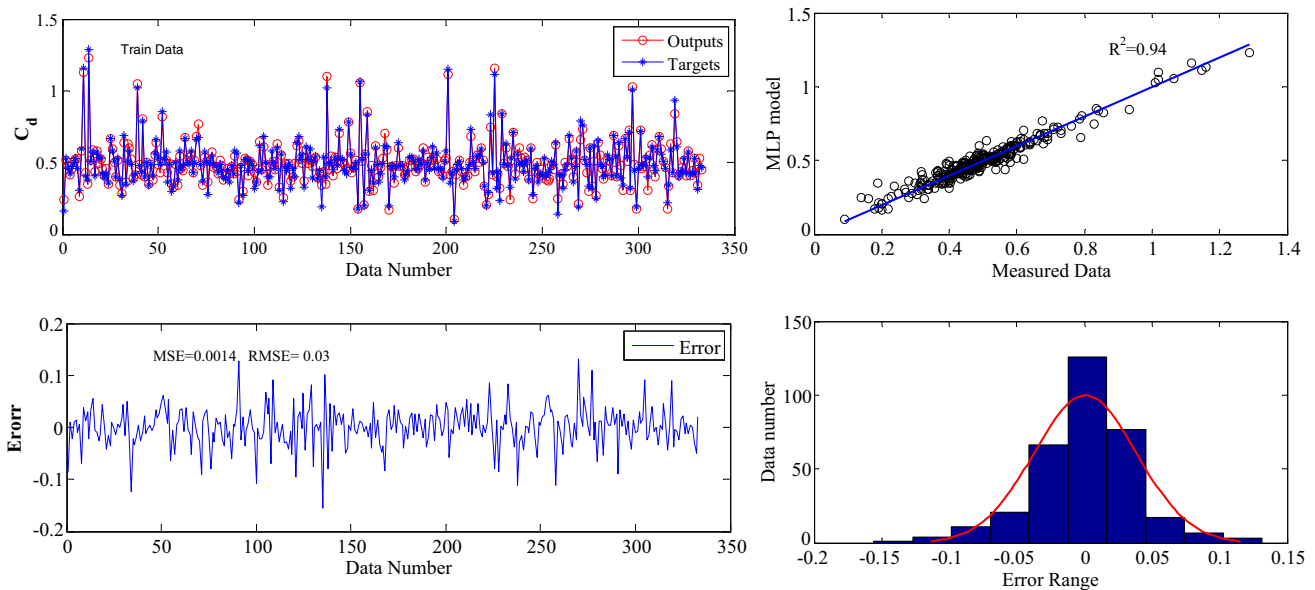 1.5
1
0.5
0
C_d
Train Data
Outputs
Targets
0 50 100 150 200 250 300 350
Data Number
1.5
1
0.5
0
MLP model
R²=0.94
0 0.2 0.4 0.6 0.8 1 1.2 1.4
Measured Data
0.2
0.1
0
-0.1
-0.2
Erorr
MSE=0.0014 RMSE= 0.03
Error
0 50 100 150 200 250 300 350
Data Number
150
100
50
0
Data number
-0.2 -0.15 -0.1 -0.05 0 0.05 0.1 0.15
Error Range